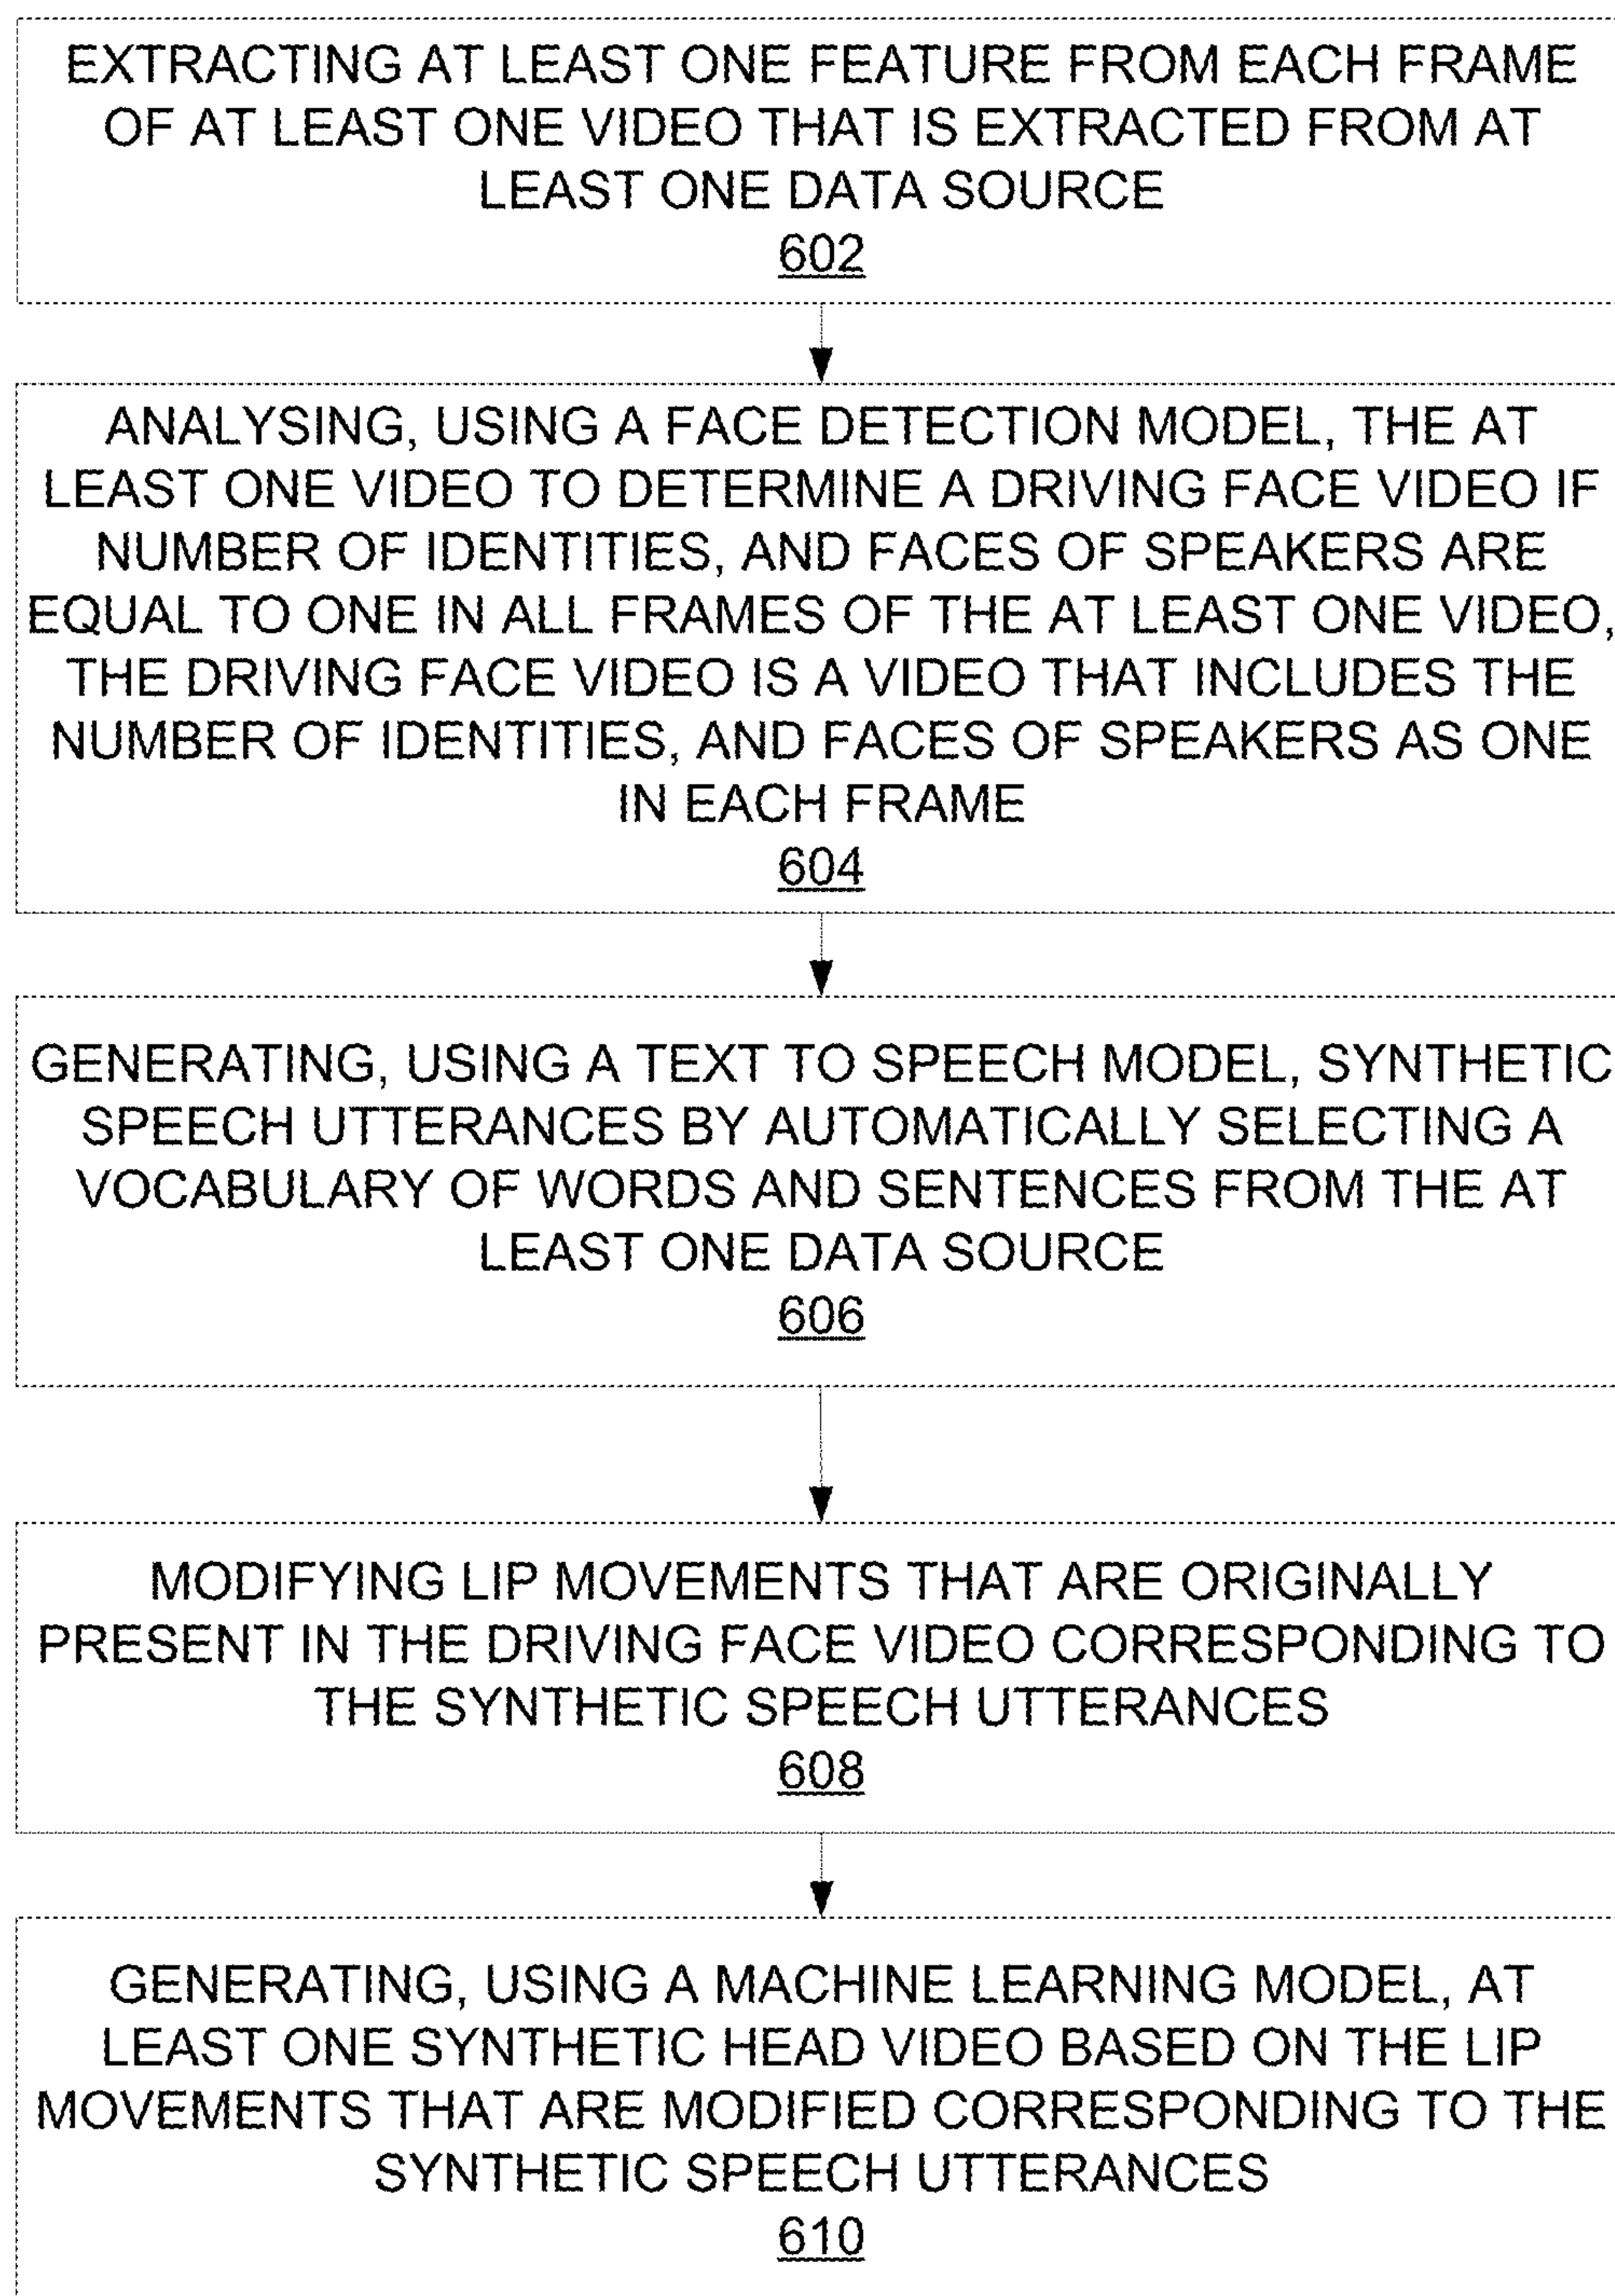 EXTRACTING AT LEAST ONE FEATURE FROM EACH FRAME
OF AT LEAST ONE VIDEO THAT IS EXTRACTED FROM AT
LEAST ONE DATA SOURCE
602
ANALYSING, USING A FACE DETECTION MODEL, THE AT
LEAST ONE VIDEO TO DETERMINE A DRIVING FACE VIDEO IF
NUMBER OF IDENTITIES, AND FACES OF SPEAKERS ARE
EQUAL TO ONE IN ALL FRAMES OF THE AT LEAST ONE VIDEO,
THE DRIVING FACE VIDEO IS A VIDEO THAT INCLUDES THE
NUMBER OF IDENTITIES, AND FACES OF SPEAKERS AS ONE
IN EACH FRAME
604
GENERATING, USING A TEXT TO SPEECH MODEL, SYNTHETIC
SPEECH UTTERANCES BY AUTOMATICALLY SELECTING A
VOCABULARY OF WORDS AND SENTENCES FROM THE AT
LEAST ONE DATA SOURCE
606
MODIFYING LIP MOVEMENTS THAT ARE ORIGINALLY
PRESENT IN THE DRIVING FACE VIDEO CORRESPONDING TO
THE SYNTHETIC SPEECH UTTERANCES
608
GENERATING, USING A MACHINE LEARNING MODEL, AT
LEAST ONE SYNTHETIC HEAD VIDEO BASED ON THE LIP
MOVEMENTS THAT ARE MODIFIED CORRESPONDING TO THE
SYNTHETIC SPEECH UTTERANCES
610